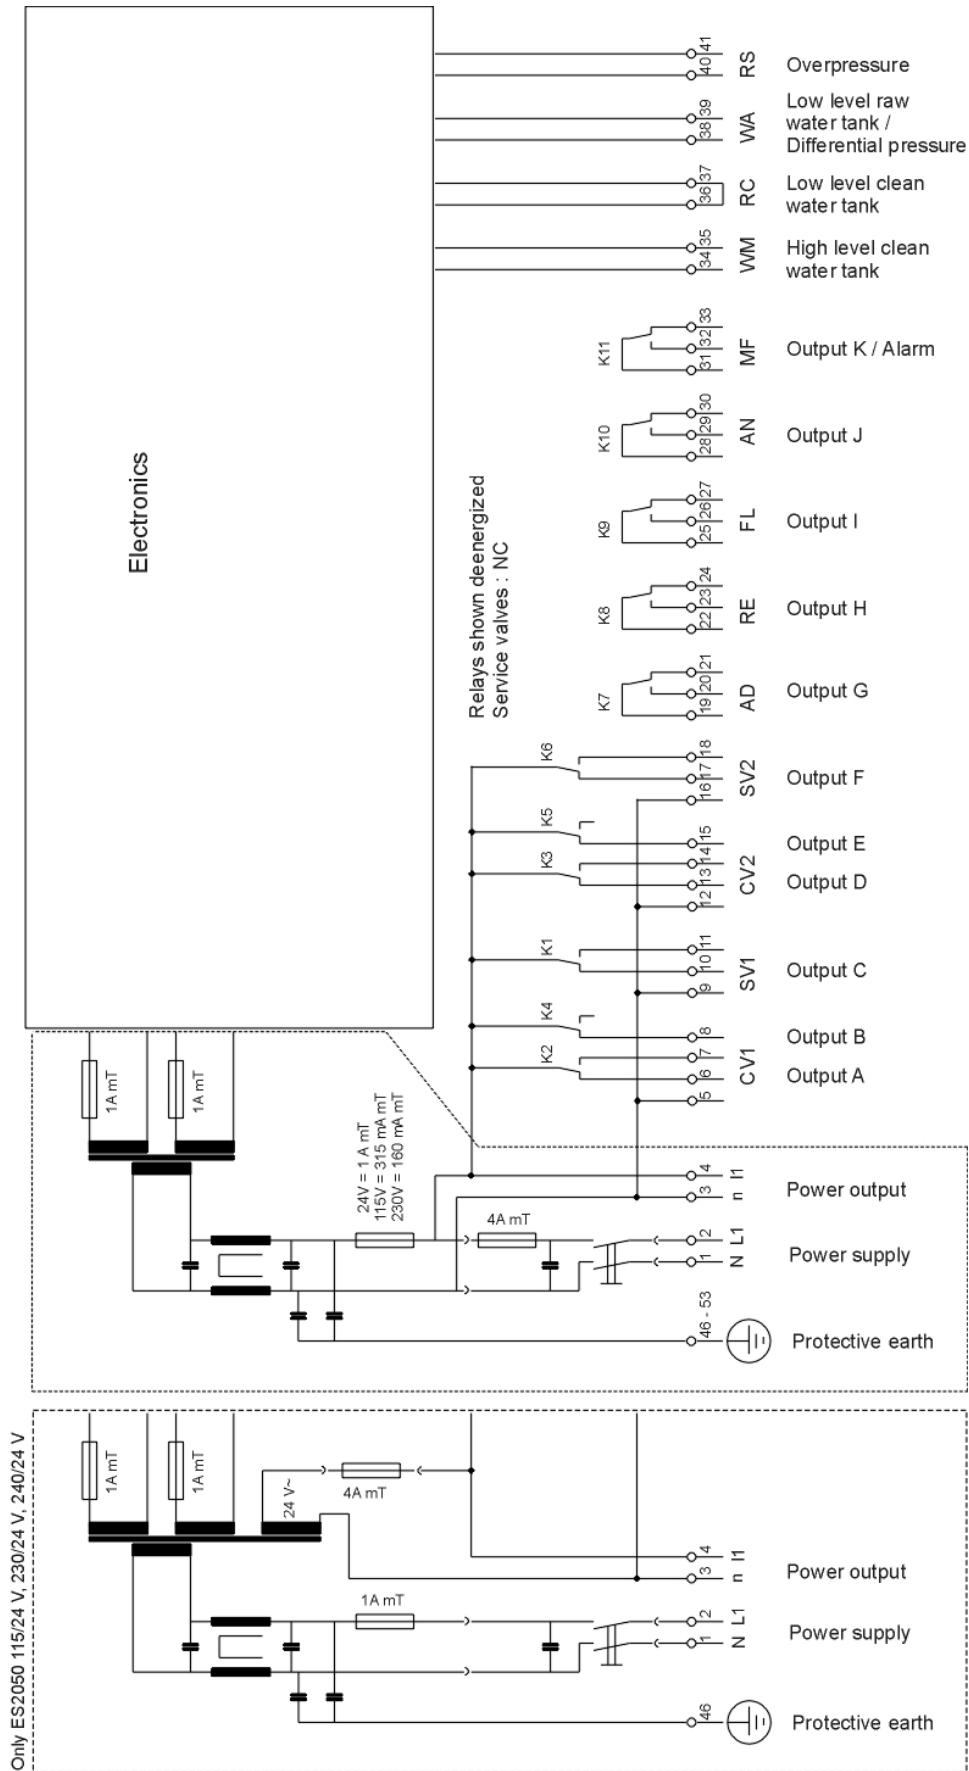 41
40
RS
Overpressure
39
38
WA
Low level raw
water tank /
Differential pressure
37
36
RC
Low level clean
water tank
35
34
WM
High level clean
water tank
K11
33
32
31
MF
Output K / Alarm
K10
30
29
28
AN
Output J
Electronics
Relays shown deenergized
Service valves : NC
K9
27
26
25
FL
Output I
K8
24
23
22
RE
Output H
K7
21
20
19
AD
Output G
K6
18
17
16
SV2
Output F
K5
15
Output E
K3
14
13
12
CV2
Output D
K1
11
10
9
SV1
Output C
K4
8
Output B
K2
7
6
5
CV1
Output A
1A mT
1A mT
24V = 1 A mT
115V = 315 mA mT
230V = 160 mA mT
4 l1
3 n
Power output
4A mT
2 L1
1 N
Power supply
46 - 53
Protective earth
Only ES2050 115/24 V, 230/24 V, 240/24 V
1A mT
1A mT
24 V~
4A mT
4 l1
3 n
Power output
1A mT
2 L1
1 N
Power supply
46
Protective earth